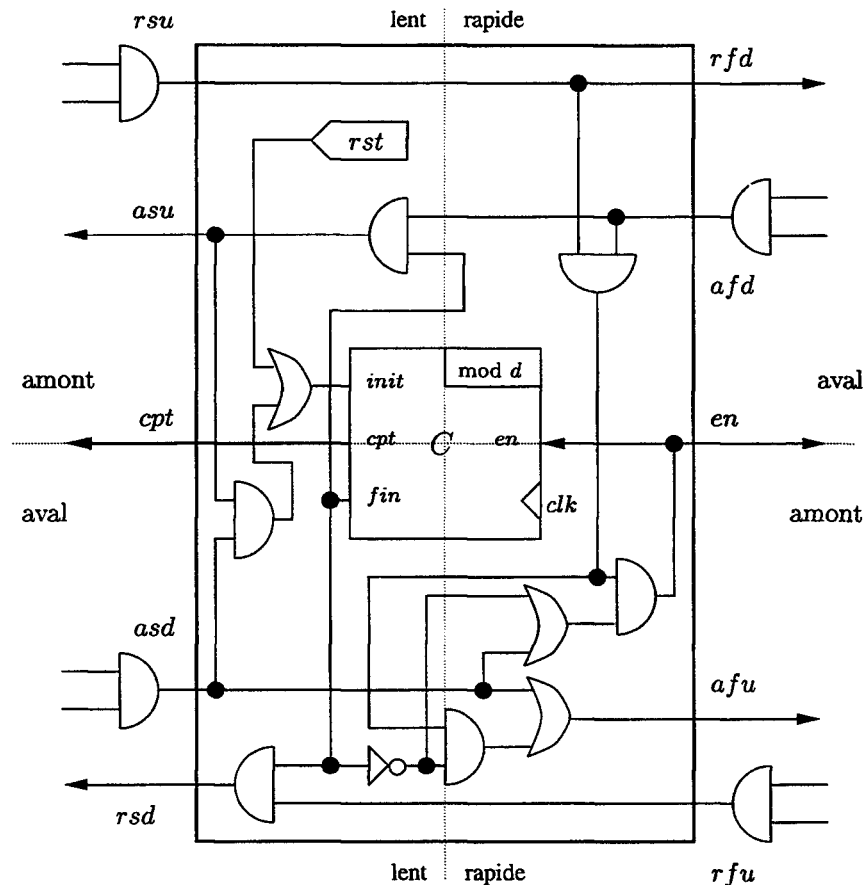 lent rapide
rsu
rfd
rst
asu
afd
amont
init
mod d
aval
cpt
cpt
C
en
en
aval
fin
clk
amont
asd
afu
rsd
rfu
lent rapide